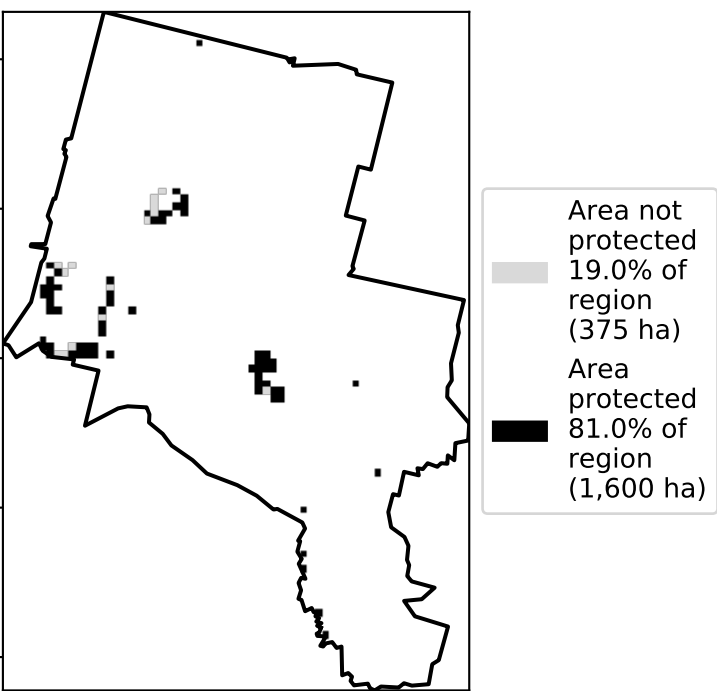 Area not
protected
19.0% of
region
(375 ha)
Area
protected
81.0% of
region
(1,600 ha)